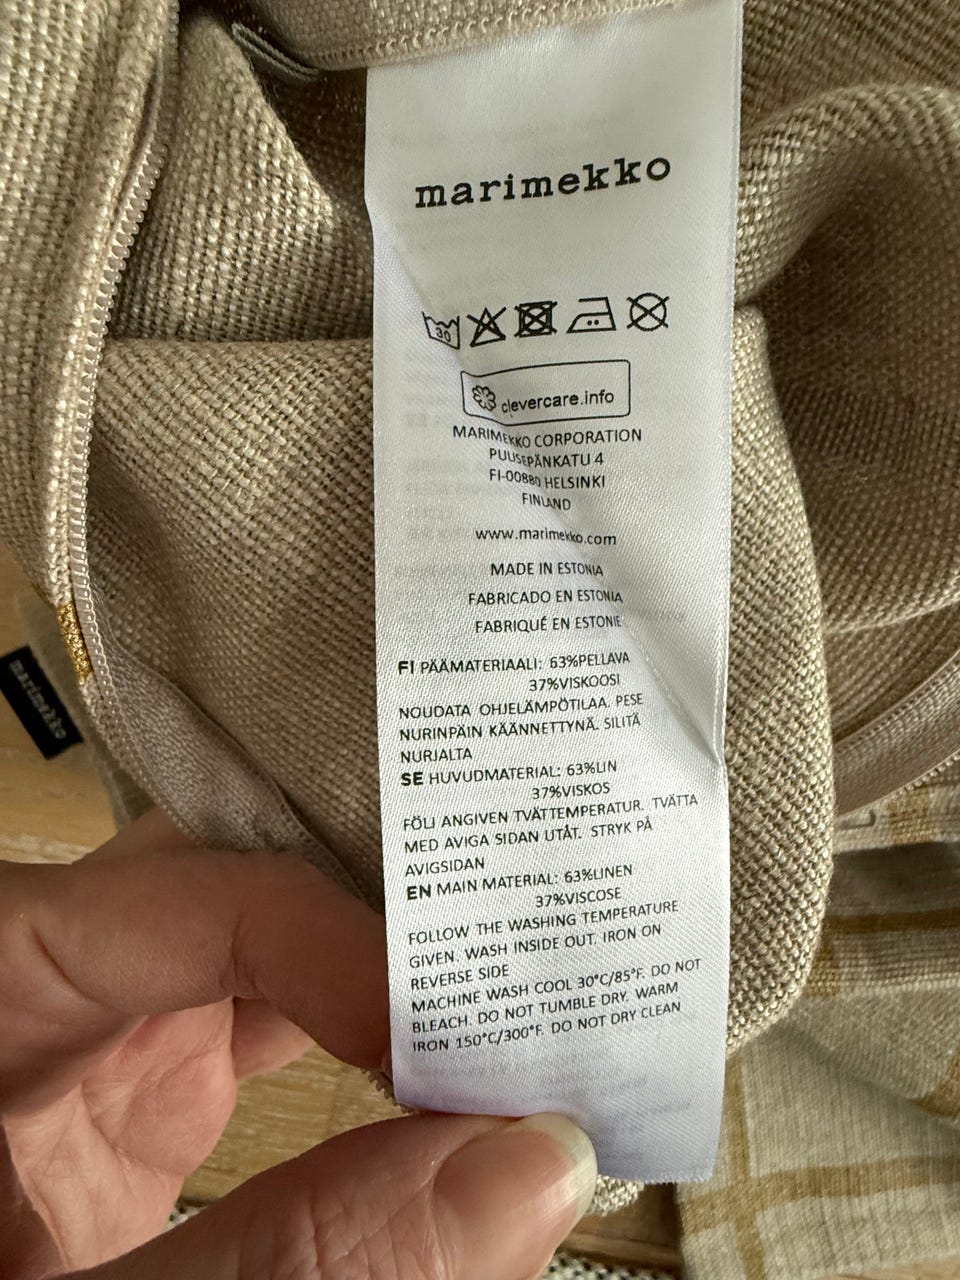 marimekko
30
clevercare.info
MARIMEKKO CORPORATION
PUUSEPÄNKATU 4
FI-00880 HELSINKI
FINLAND
www.marimekko.com
MADE IN ESTONIA
FABRICADO EN ESTONIA
FABRIQUÉ EN ESTONIE
FI PÄÄMATERIAALI: 63%PELLAVA
37%VISKOOSI
NOUDATA OHJELÄMPÖTILAA. PESE
NURINPÄIN KÄÄNNETTYNÄ. SILITÄ
NURJALTA
SE HUVUDMATERIAL: 63%LIN
37%VISKOS
FÖLJ ANGIVEN TVÄTTEMPERATUR. TVÄTTA
MED AVIGA SIDAN UTÅT. STRYK PÅ
AVIGSIDAN
EN MAIN MATERIAL: 63%LINEN
37%VISCOSE
FOLLOW THE WASHING TEMPERATURE
GIVEN. WASH INSIDE OUT. IRON ON
REVERSE SIDE
MACHINE WASH COOL 30°C/85°F. DO NOT
BLEACH. DO NOT TUMBLE DRY. WARM
IRON 150°C/300°F. DO NOT DRY CLEAN
marimekko